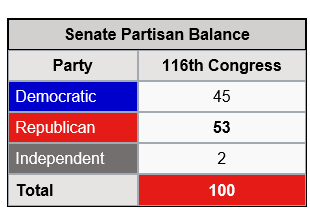 Senate Partisan Balance
Party 116th Congress
Democratic 45
Republican 53
Independent 2
Total 100